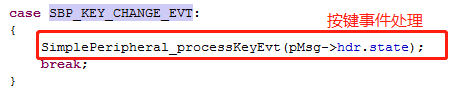 case SBP_KEY_CHANGE_EVT:
按键事件处理
{
SimplePeripheral_processKeyEvt(pMsg->hdr.state);
break;
}